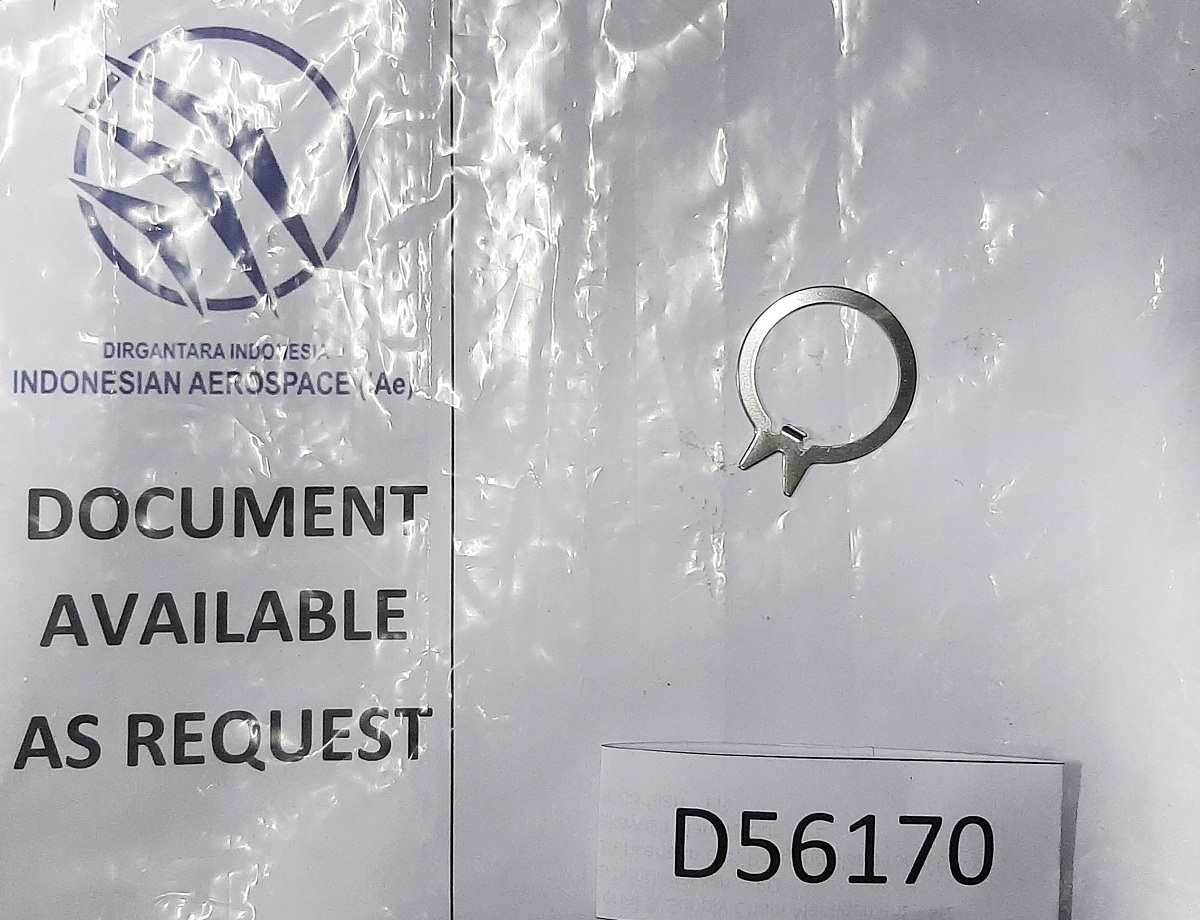 DIRGANTARA INDONESIA
INDONESIAN AEROSPACE (IAe)
DOCUMENT
AVAILABLE
AS REQUEST
D56170